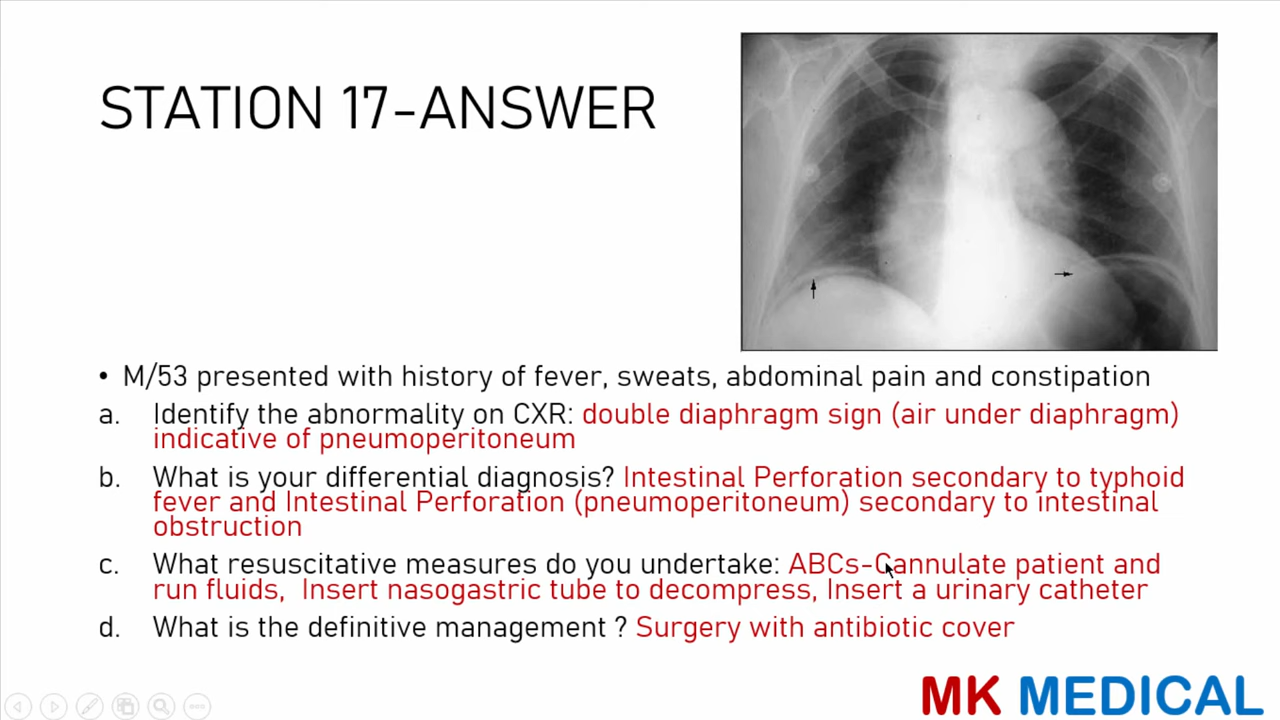 STATION 17-ANSWER
• M/53 presented with history of fever, sweats, abdominal pain and constipation
a. Identify the abnormality on CXR: double diaphragm sign (air under diaphragm)
indicative of pneumoperitoneum
b. What is your differential diagnosis? Intestinal Perforation secondary to typhoid
fever and Intestinal Perforation (pneumoperitoneum) secondary to intestinal
obstruction
c. What resuscitative measures do you undertake: ABCs-Cannulate patient and
run fluids, Insert nasogastric tube to decompress, Insert a urinary catheter
d. What is the definitive management ? Surgery with antibiotic cover
MK MEDICAL